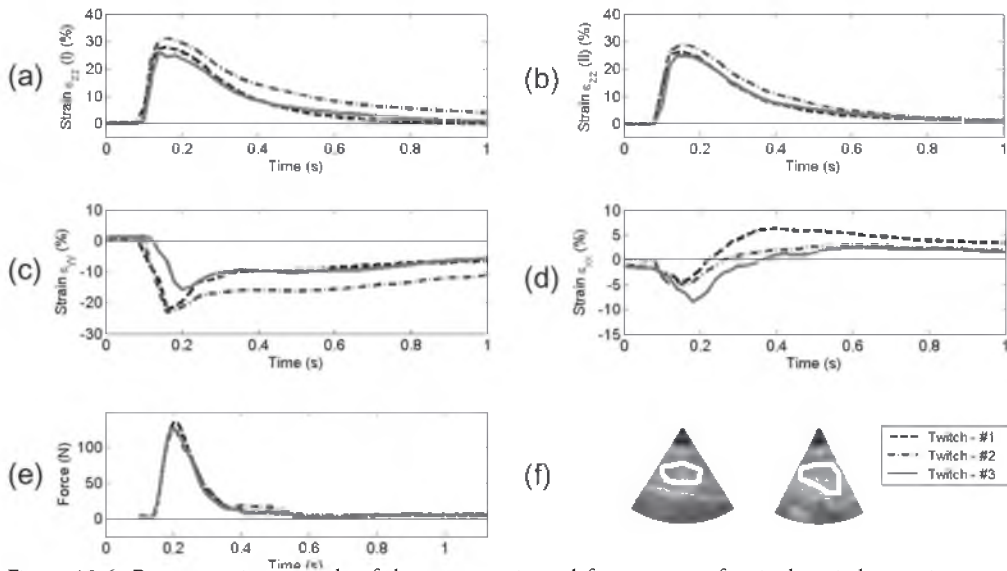 (a)
Strain ε_zz (I) (%)
40
30
20
10
0
0 0.2 0.4 0.6 0.8 1
Time (s)
(b)
Strain ε_zz (II) (%)
40
30
20
10
0
0 0.2 0.4 0.6 0.8 1
Time (s)
(c)
Strain ε_yy (%)
10
0
-10
-20
-30
0 0.2 0.4 0.6 0.8 1
Time (s)
(d)
Strain ε_xx (%)
10
5
0
-5
-10
-15
0 0.2 0.4 0.6 0.8 1
Time (s)
(e)
Force (N)
100
50
0
0 0.2 0.4 0.6 0.8 1
Time (s)
(f)
Twitch - #1
Twitch - #2
Twitch - #3